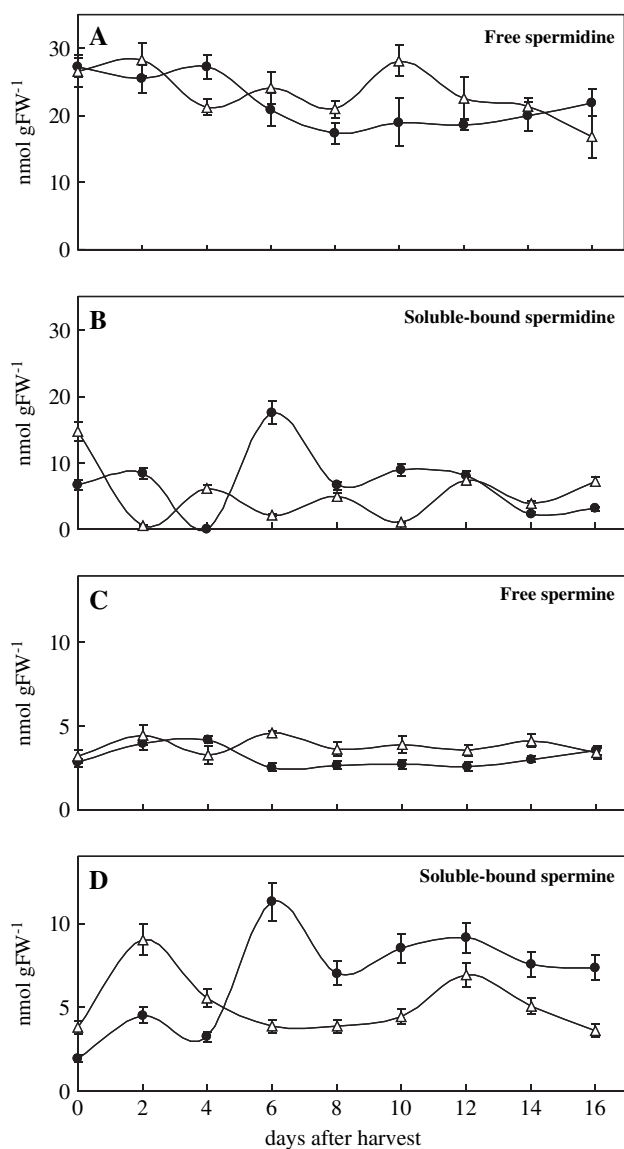 A
Free spermidine
30
20
10
0
nmol gFW⁻¹
B
Soluble-bound spermidine
30
20
10
0
nmol gFW⁻¹
C
Free spermine
10
5
0
nmol gFW⁻¹
D
Soluble-bound spermine
10
5
0
nmol gFW⁻¹
0 2 4 6 8 10 12 14 16
days after harvest